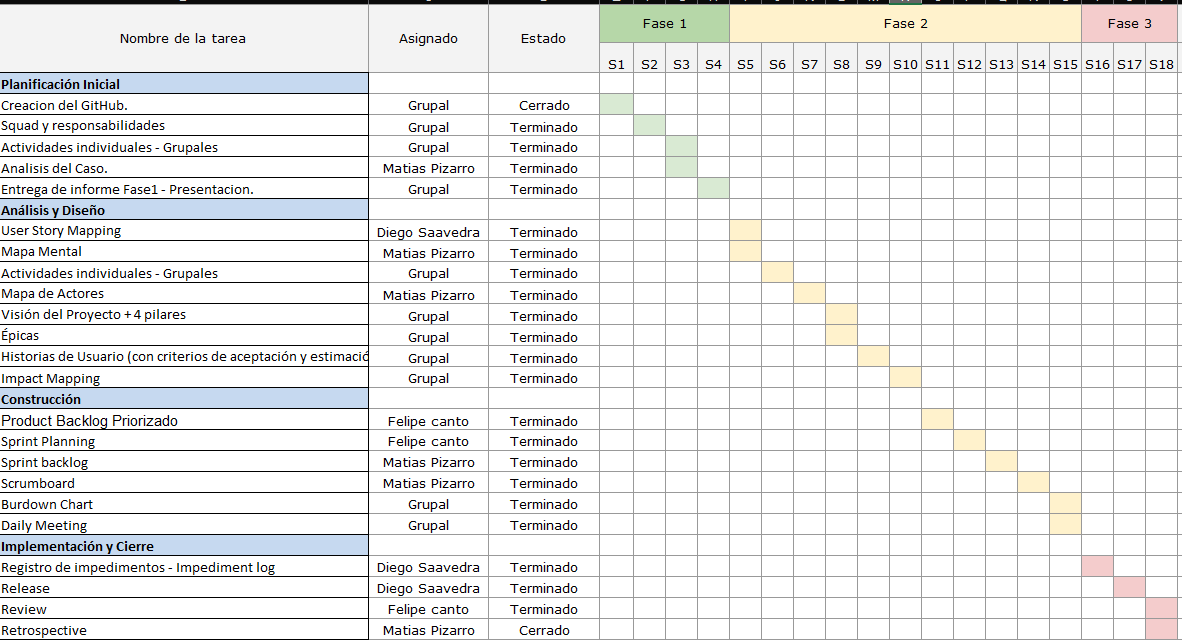 Nombre de la tarea Asignado Estado Fase 1 Fase 2 Fase 3
S1 S2 S3 S4 S5 S6 S7 S8 S9 S10 S11 S12 S13 S14 S15 S16 S17 S18
Planificación Inicial
Creacion del GitHub. Grupal Cerrado
Squad y responsabilidades Grupal Terminado
Actividades individuales - Grupales Grupal Terminado
Analisis del Caso. Matias Pizarro Terminado
Entrega de informe Fase1 - Presentacion. Grupal Terminado
Análisis y Diseño
User Story Mapping Diego Saavedra Terminado
Mapa Mental Matias Pizarro Terminado
Actividades individuales - Grupales Grupal Terminado
Mapa de Actores Matias Pizarro Terminado
Visión del Proyecto + 4 pilares Grupal Terminado
Épicas Grupal Terminado
Historias de Usuario (con criterios de aceptación y estimació Grupal Terminado
Impact Mapping Grupal Terminado
Construcción
Product Backlog Priorizado Felipe canto Terminado
Sprint Planning Felipe canto Terminado
Sprint backlog Matias Pizarro Terminado
Scrumboard Matias Pizarro Terminado
Burdown Chart Grupal Terminado
Daily Meeting Grupal Terminado
Implementación y Cierre
Registro de impedimentos - Impediment log Diego Saavedra Terminado
Release Diego Saavedra Terminado
Review Felipe canto Terminado
Retrospective Matias Pizarro Cerrado